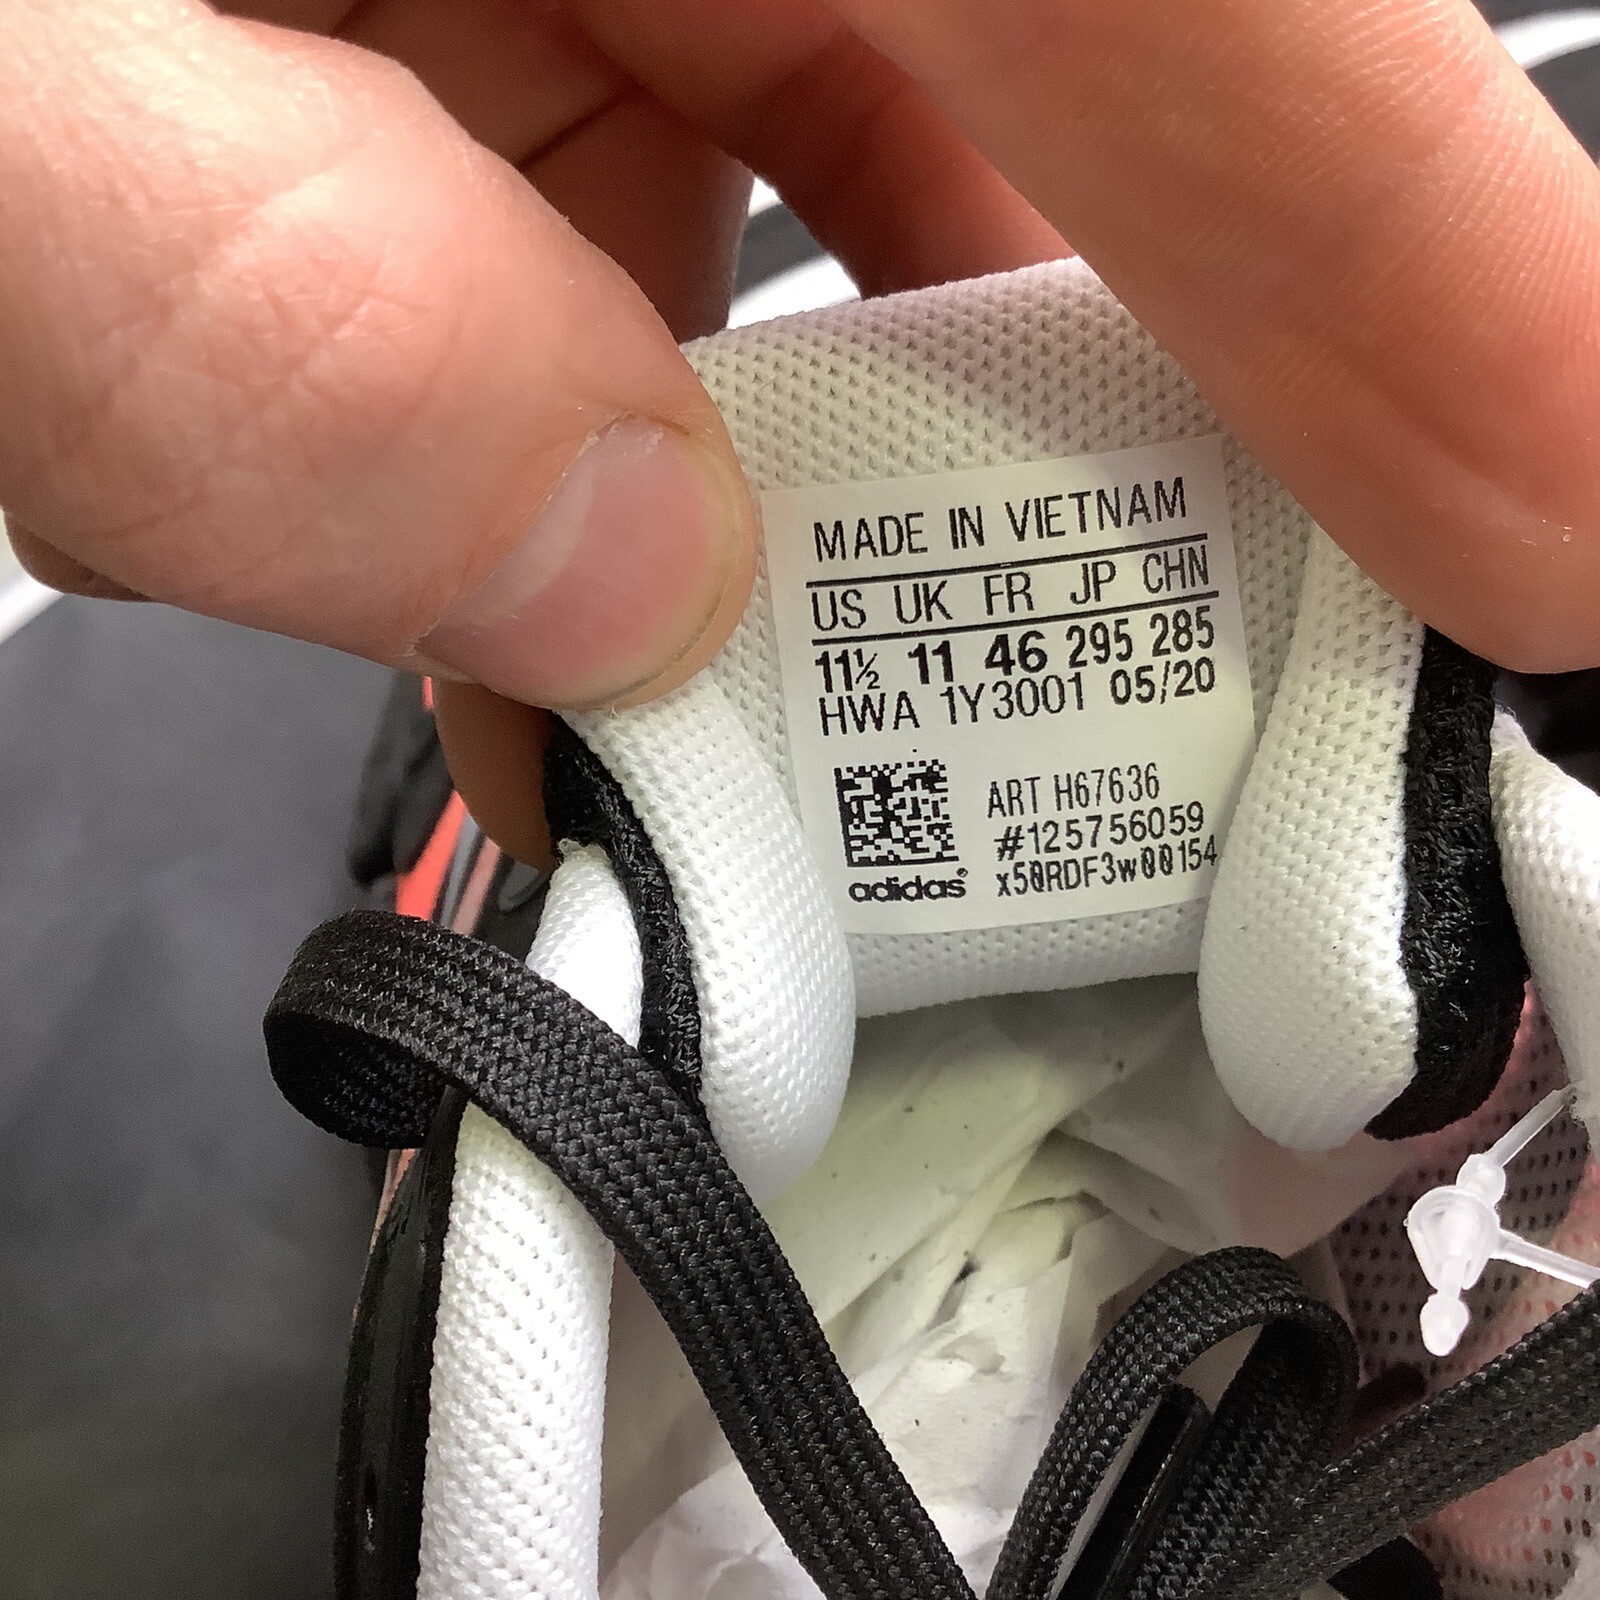 MADE IN VIETNAM
US UK FR JP CHN
11½ 11 46 295 285
HWA 1Y3001 05/20
ART H67636
#125756059
adidas® x50RDF3w00154